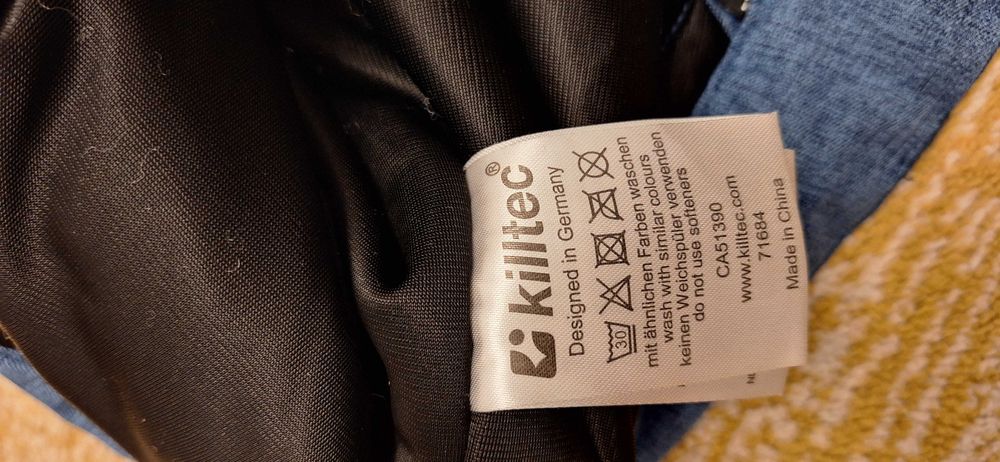 killtec®
Designed in Germany
30
mit ähnlichen Farben waschen
wash with similar colours
keinen Weichspüler verwenden
do not use softeners
CA51390
www.killtec.com
71684
Made in China